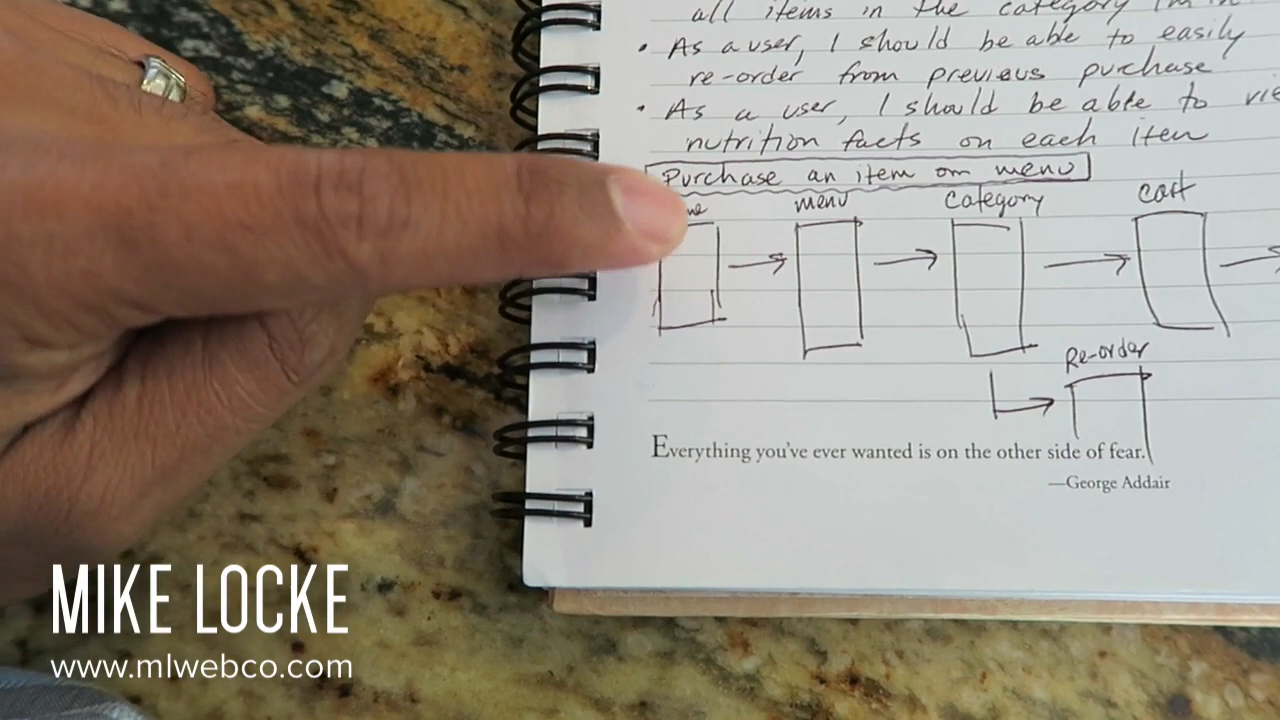 all items in the category
• As a user, I should be able to easily
re-order from previous purchase
• As a user, I should be able to
nutrition facts on each item
Purchase an item om menu
menu
category
cart
Re-order
Everything you've ever wanted is on the other side of fear.
—George Addair
MIKE LOCKE
www.mlwebco.com